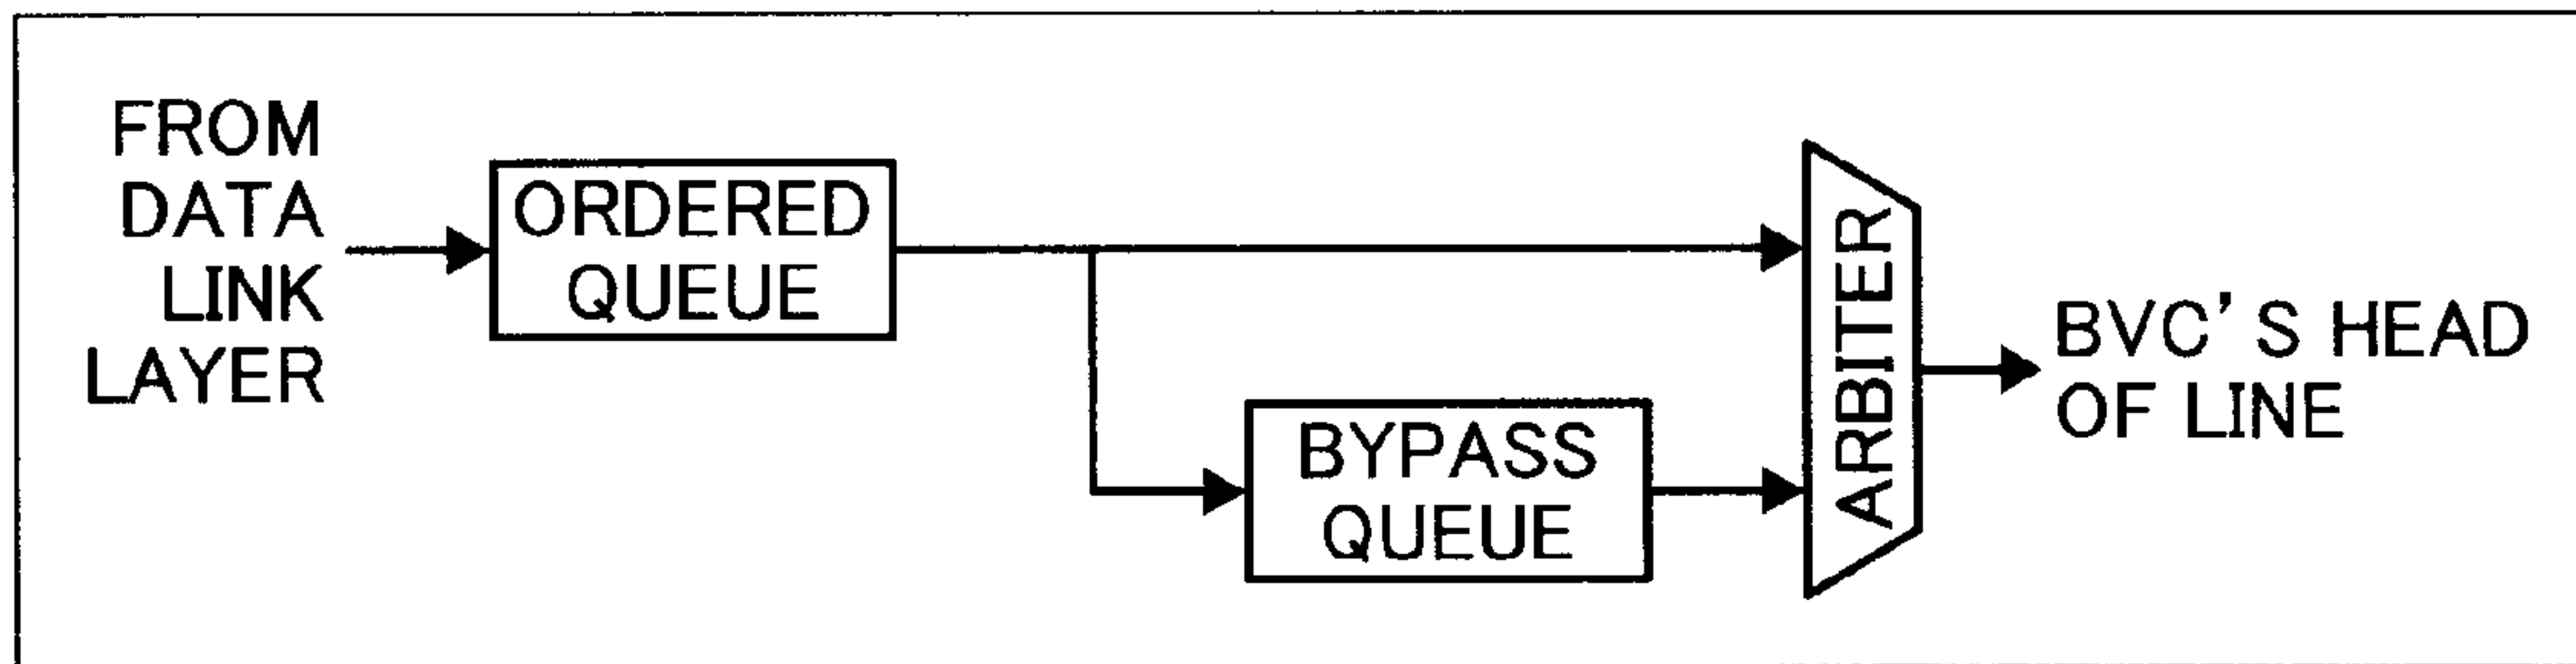 FROM
DATA
LINK
LAYER
ORDERED
QUEUE
BYPASS
QUEUE
ARBITER
BVC'S HEAD
OF LINE